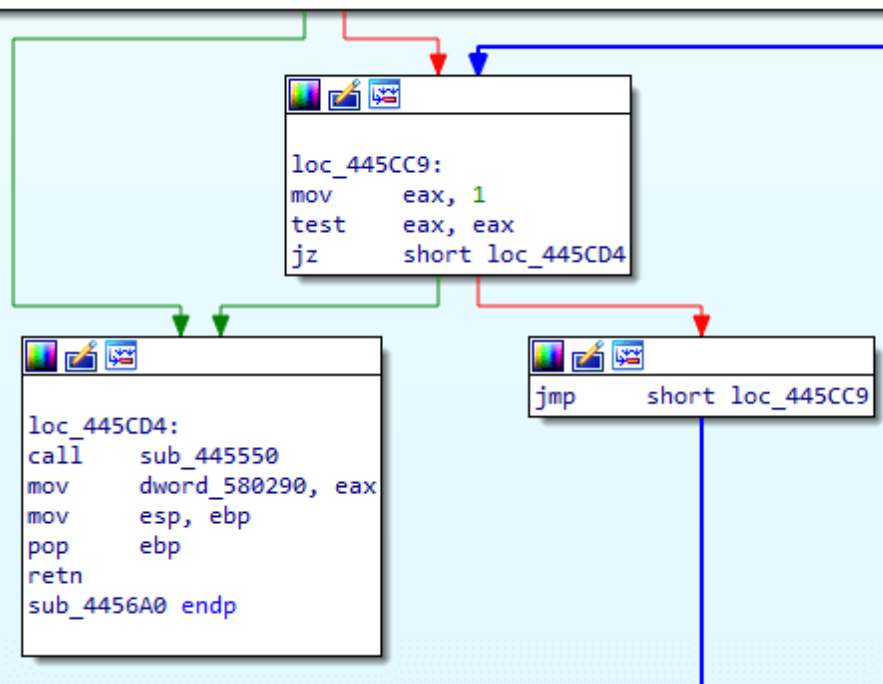 loc_445CC9:
mov eax, 1
test eax, eax
jz short loc_445CD4
loc_445CD4:
call sub_445550
mov dword_580290, eax
mov esp, ebp
pop ebp
retn
sub_4456A0 endp
jmp short loc_445CC9